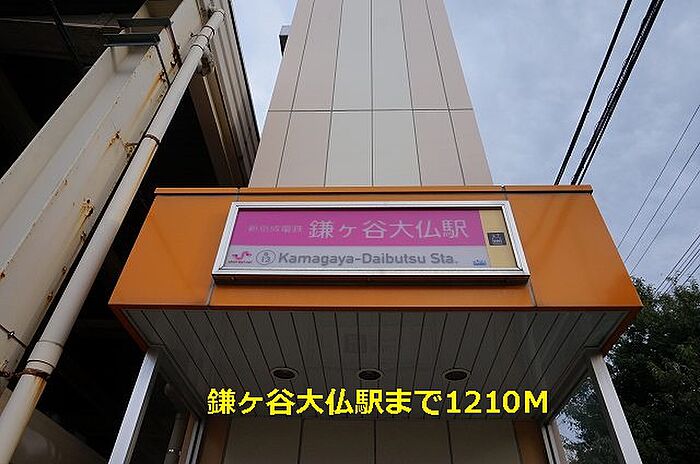 新京成電鉄 鎌ヶ谷大仏駅
Kamagaya-Daibutsu Sta.
鎌ヶ谷大仏駅まで1210M